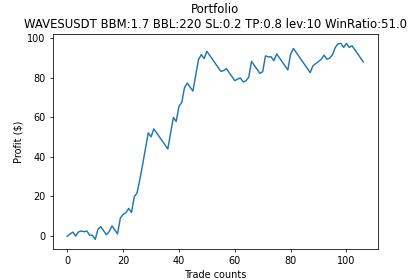 Portfolio
WAVESUSDT BBM:1.7 BBL:220 SL:0.2 TP:0.8 lev:10 WinRatio:51.0
100
80
60
40
20
0
Profit ($)
0 20 40 60 80 100
Trade counts